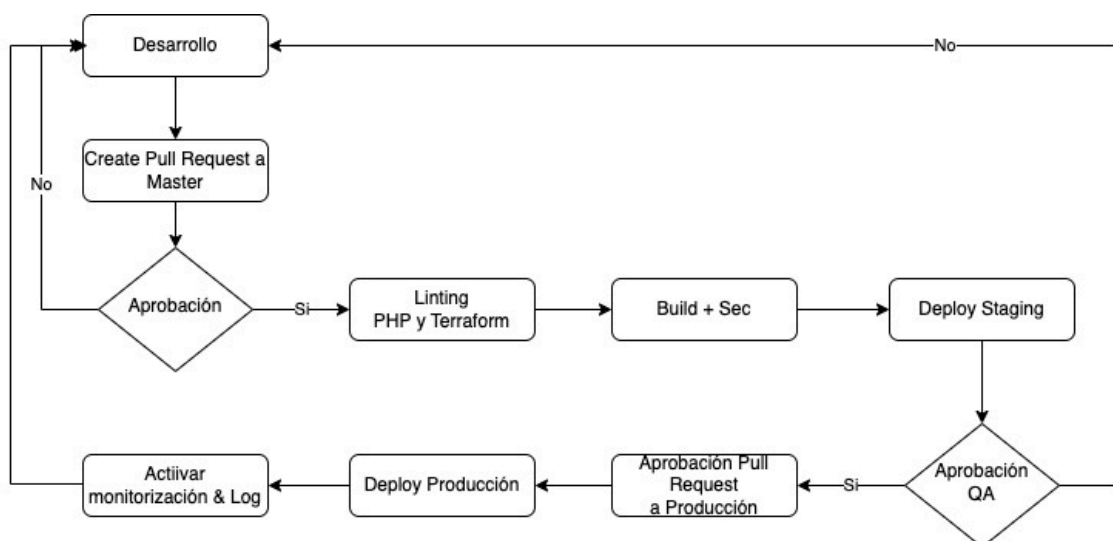 Desarrollo
No
Create Pull Request a
Master
No
Aprobación
Si
Linting
PHP y Terraform
Build + Sec
Deploy Staging
Actiivar
monitorización & Log
Deploy Producción
Aprobación Pull
Request
a Producción
Si
Aprobación
QA